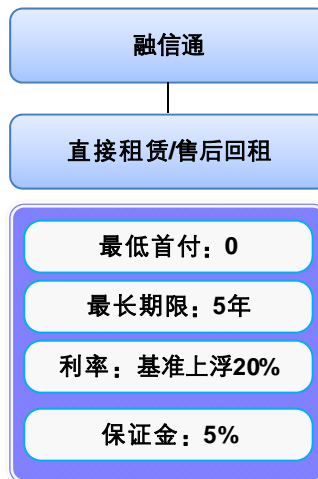 融信通
直接租赁/售后回租
最低首付：0
最长期限：5年
利率：基准上浮20%
保证金：5%